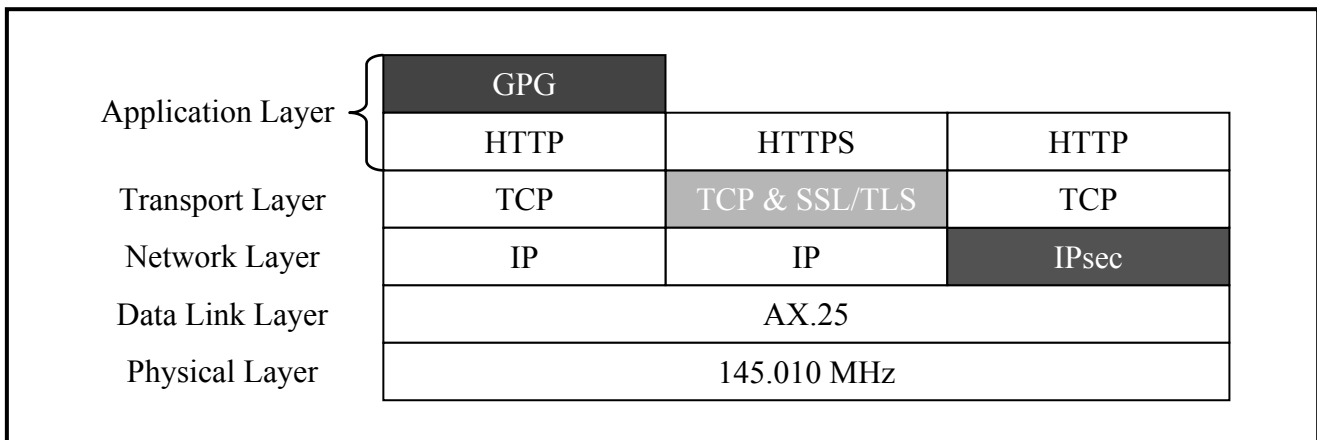 GPG
Application Layer
HTTP HTTPS HTTP
Transport Layer TCP TCP & SSL/TLS TCP
Network Layer IP IP IPsec
Data Link Layer AX.25
Physical Layer 145.010 MHz